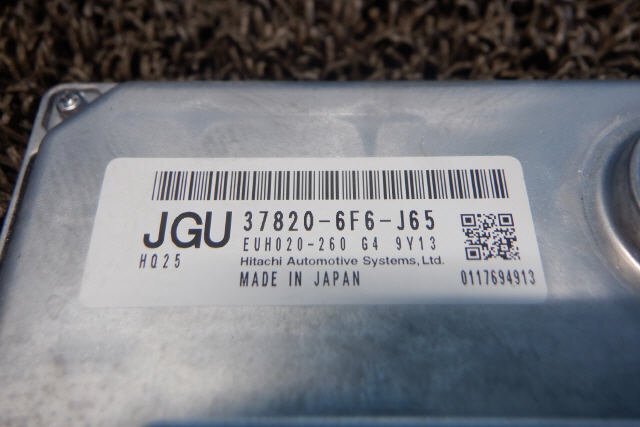 JGU 37820-6F6-J65
EUH020-260 G4 9Y13
HQ25 Hitachi Automotive Systems, Ltd.
MADE IN JAPAN 0117694913